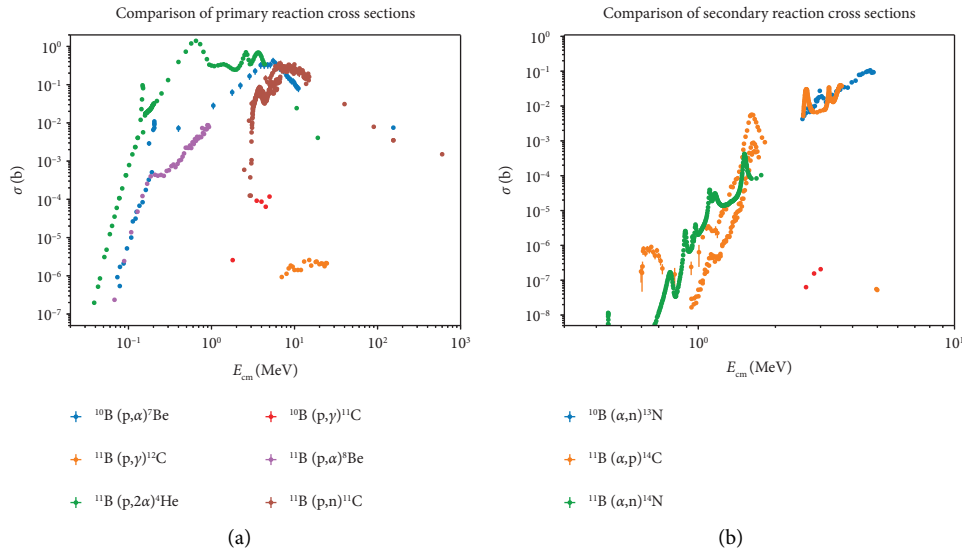 Comparison of primary reaction cross sections
10⁰
10⁻¹
10⁻²
10⁻³
10⁻⁴
10⁻⁵
10⁻⁶
10⁻⁷
σ (b)
10⁻¹ 10⁰ 10¹ 10² 10³
E_cm (MeV)
¹⁰B (p,α)⁷Be
¹¹B (p,γ)¹²C
¹¹B (p,2α)⁴He
¹⁰B (p,γ)¹¹C
¹¹B (p,α)⁸Be
¹¹B (p,n)¹¹C
(a)
Comparison of secondary reaction cross sections
10⁰
10⁻¹
10⁻²
10⁻³
10⁻⁴
10⁻⁵
10⁻⁶
10⁻⁷
10⁻⁸
σ (b)
10⁰ 10¹
E_cm (MeV)
¹⁰B (α,n)¹³N
¹¹B (α,p)¹⁴C
¹¹B (α,n)¹⁴N
(b)